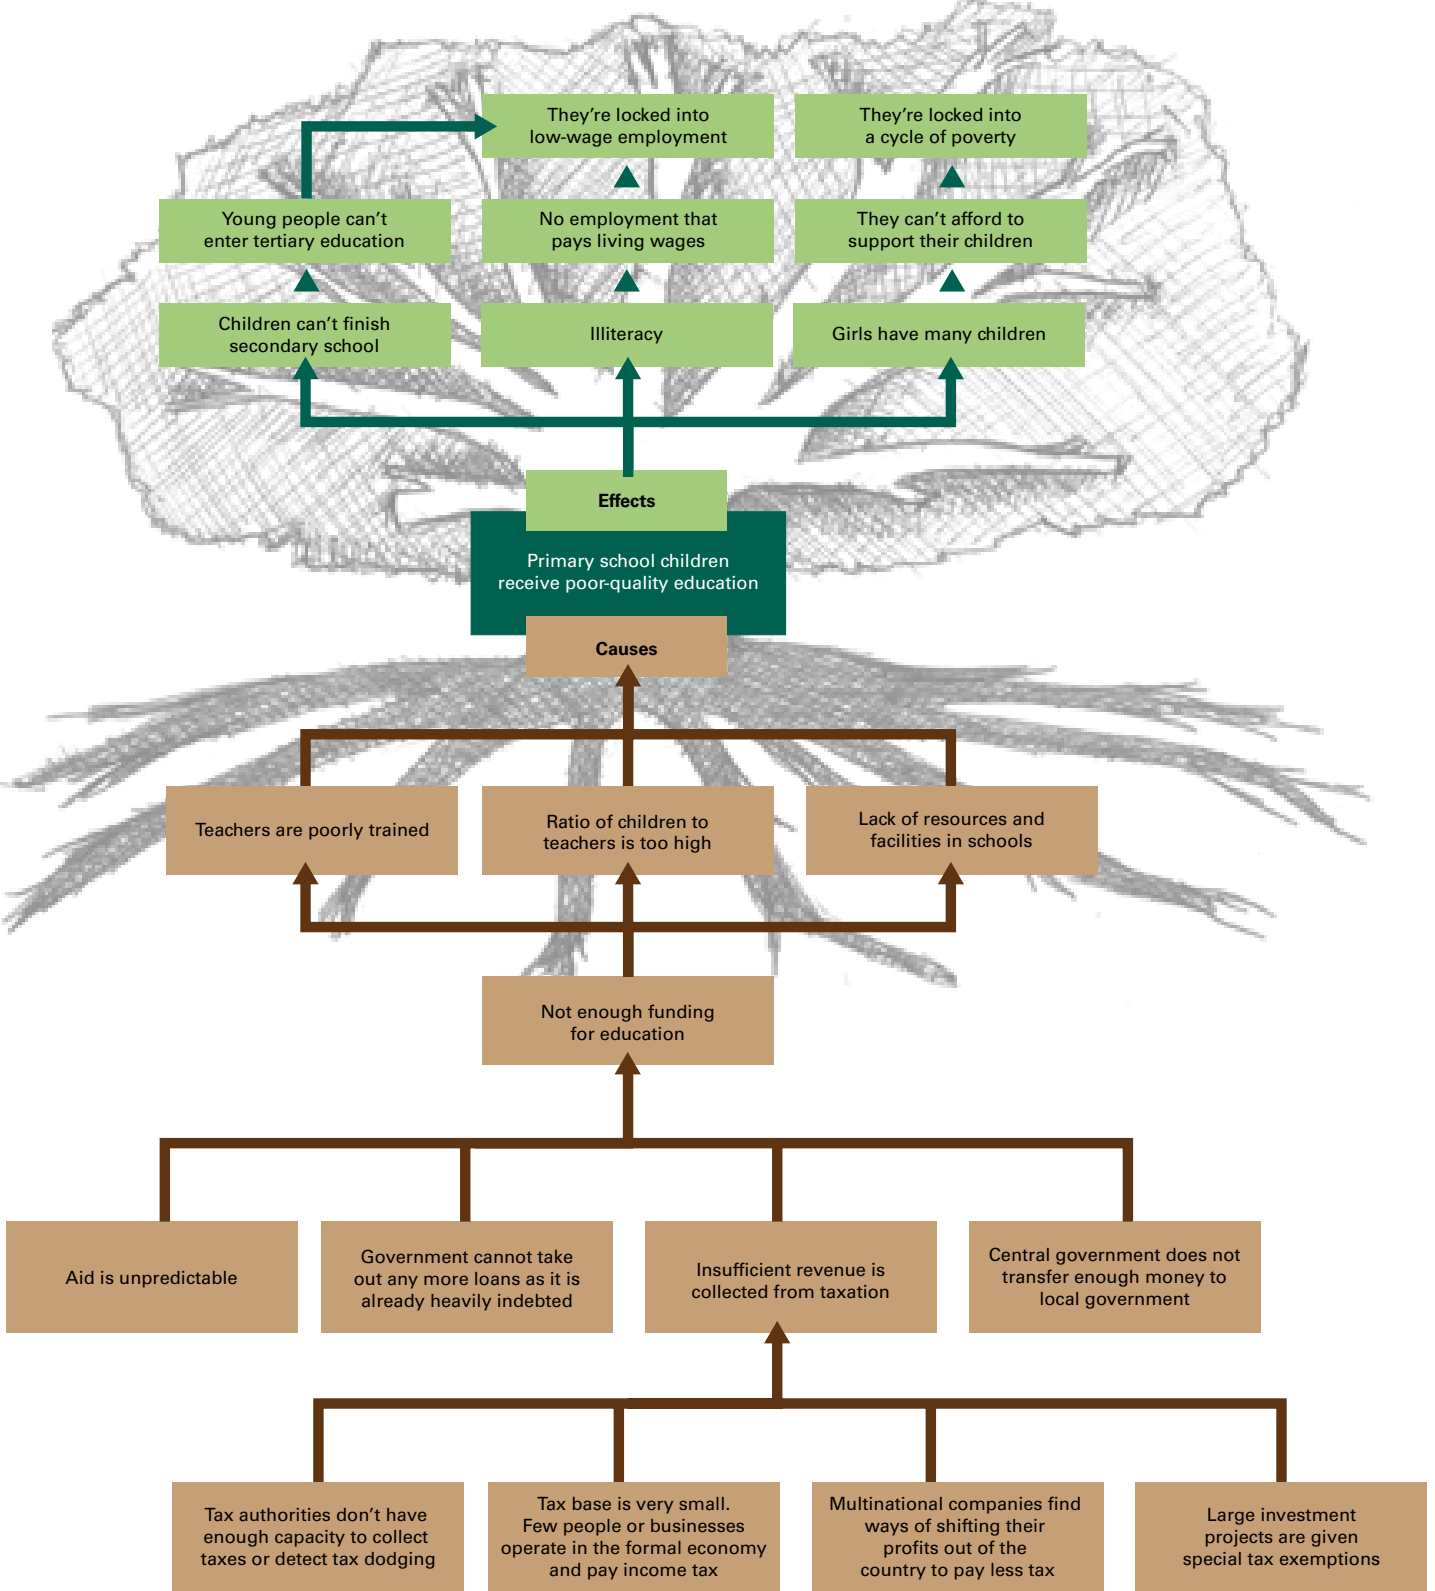 They’re locked into
low-wage employment
They’re locked into
a cycle of poverty
Young people can’t
enter tertiary education
No employment that
pays living wages
They can’t afford to
support their children
Children can’t finish
secondary school
Illiteracy
Girls have many children
Effects
Primary school children
receive poor-quality education
Causes
Teachers are poorly trained
Ratio of children to
teachers is too high
Lack of resources and
facilities in schools
Not enough funding
for education
Aid is unpredictable
Government cannot take
out any more loans as it is
already heavily indebted
Insufficient revenue is
collected from taxation
Central government does not
transfer enough money to
local government
Tax authorities don’t have
enough capacity to collect
taxes or detect tax dodging
Tax base is very small.
Few people or businesses
operate in the formal economy
and pay income tax
Multinational companies find
ways of shifting their
profits out of the
country to pay less tax
Large investment
projects are given
special tax exemptions